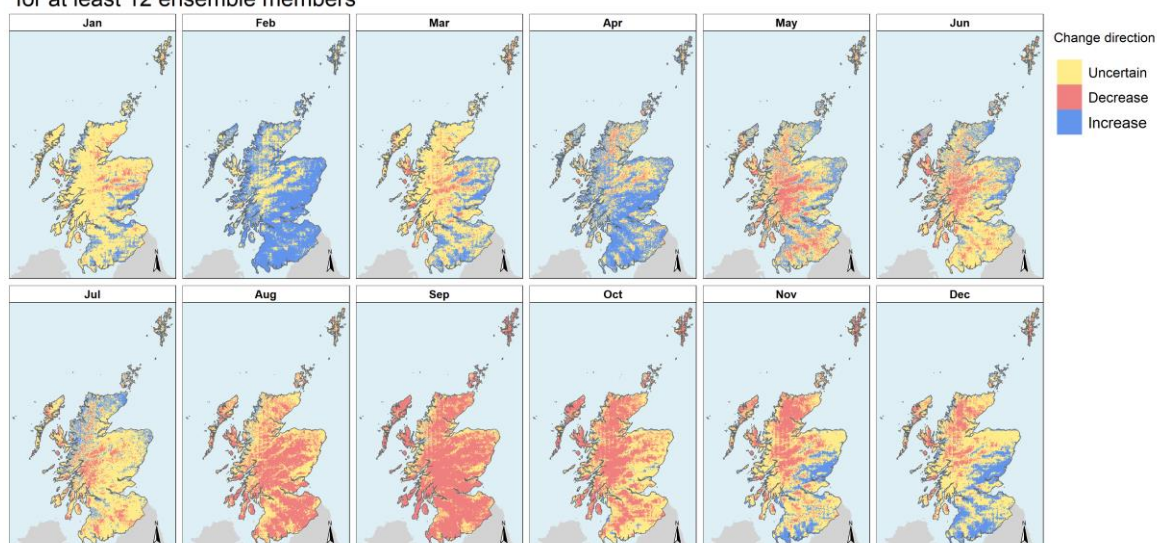 for at least 12 ensemble members
Jan
Feb
Mar
Apr
May
Jun
Change direction
Uncertain
Decrease
Increase
N
N
N
N
N
N
Jul
Aug
Sep
Oct
Nov
Dec
N
N
N
N
N
N